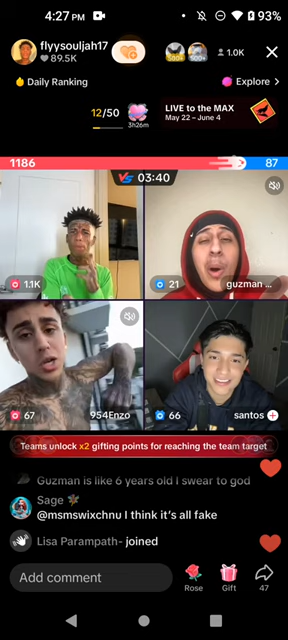 4:27 PM
93%
flyysouljah17
89.5K
500+
500+
1.0K
Daily Ranking
Explore >
12/50
3h26m
LIVE to the MAX
May 22 – June 4
1186
VS 03:40
87
1.1K
21
guzman ...
67
954Enzo
66
santos
Teams unlock x2 gifting points for reaching the team target
Guzman is like 6 years old I swear to god
Sage
@msmswixchnu I think it's all fake
Lisa Parampath- joined
Add comment
Rose
Gift
47